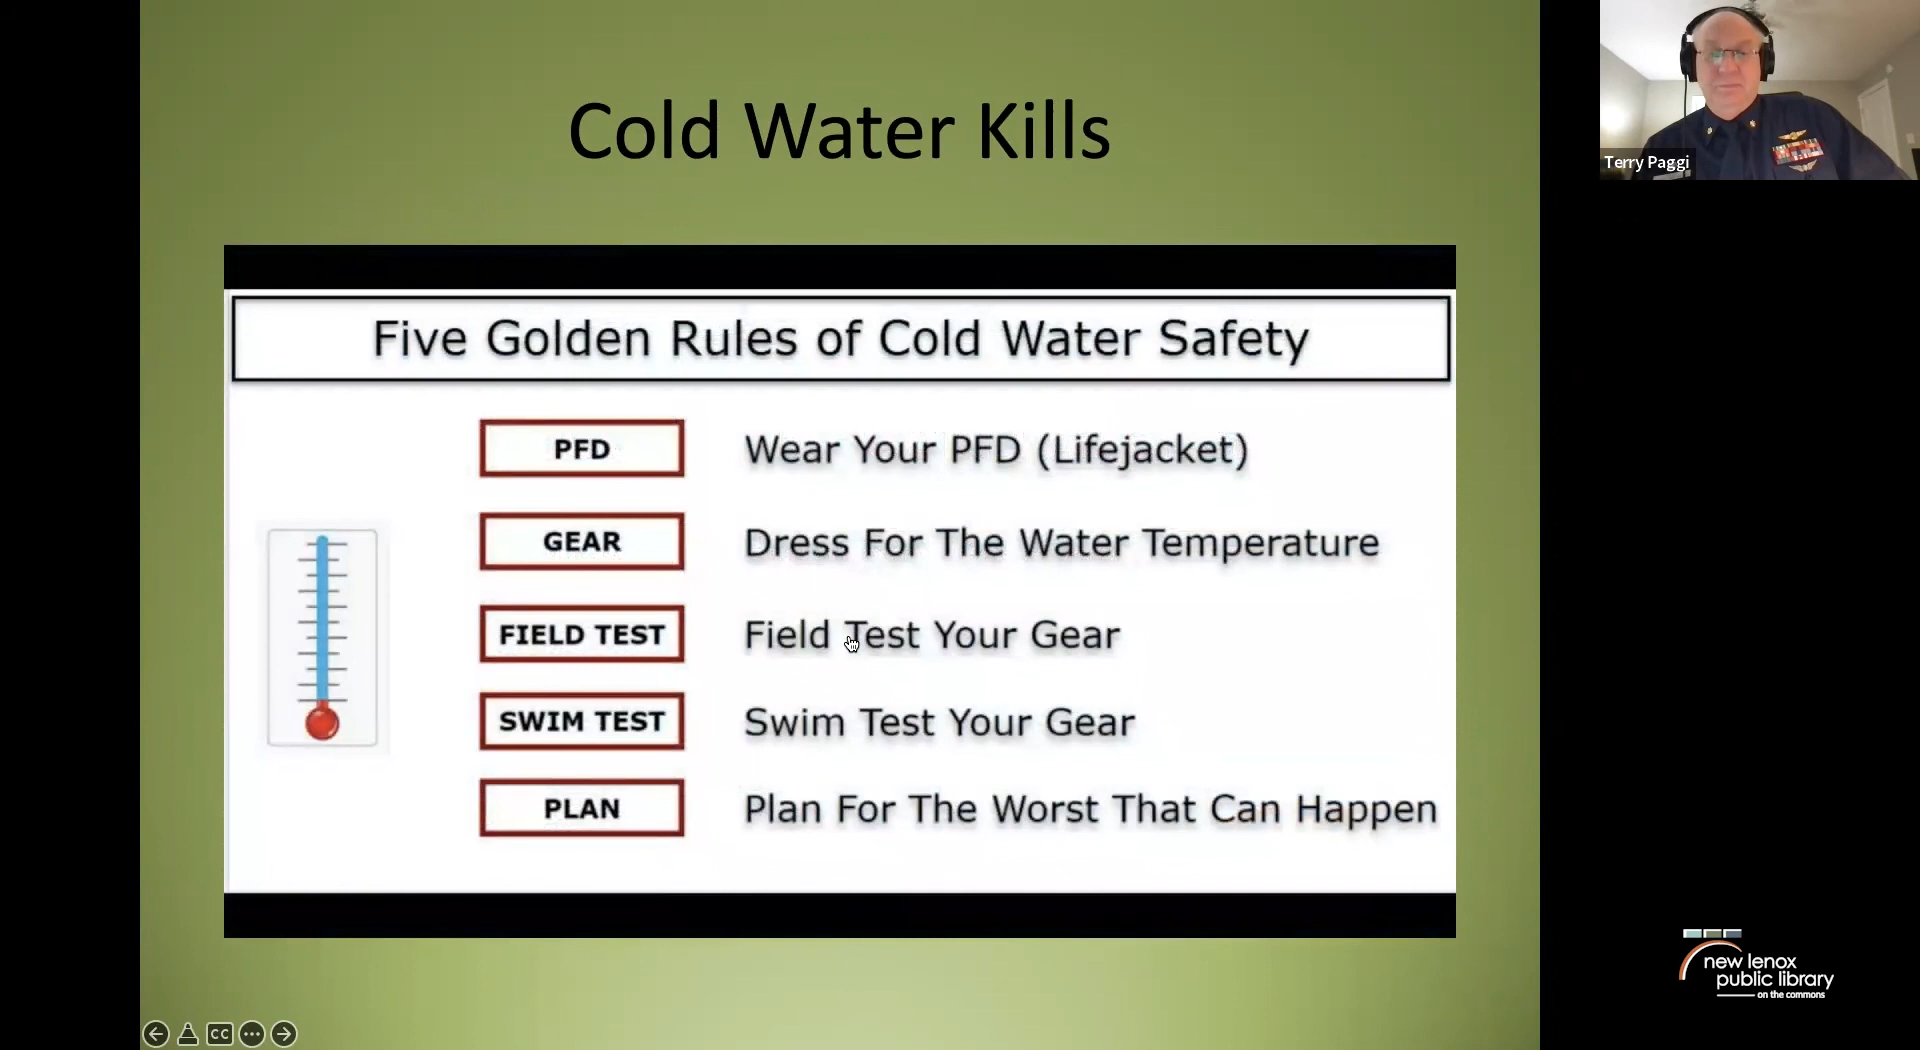 Cold Water Kills
Terry Paggi
Five Golden Rules of Cold Water Safety
PFD Wear Your PFD (Lifejacket)
GEAR Dress For The Water Temperature
FIELD TEST Field Test Your Gear
SWIM TEST Swim Test Your Gear
PLAN Plan For The Worst That Can Happen
new lenox
public library
on the commons
CC